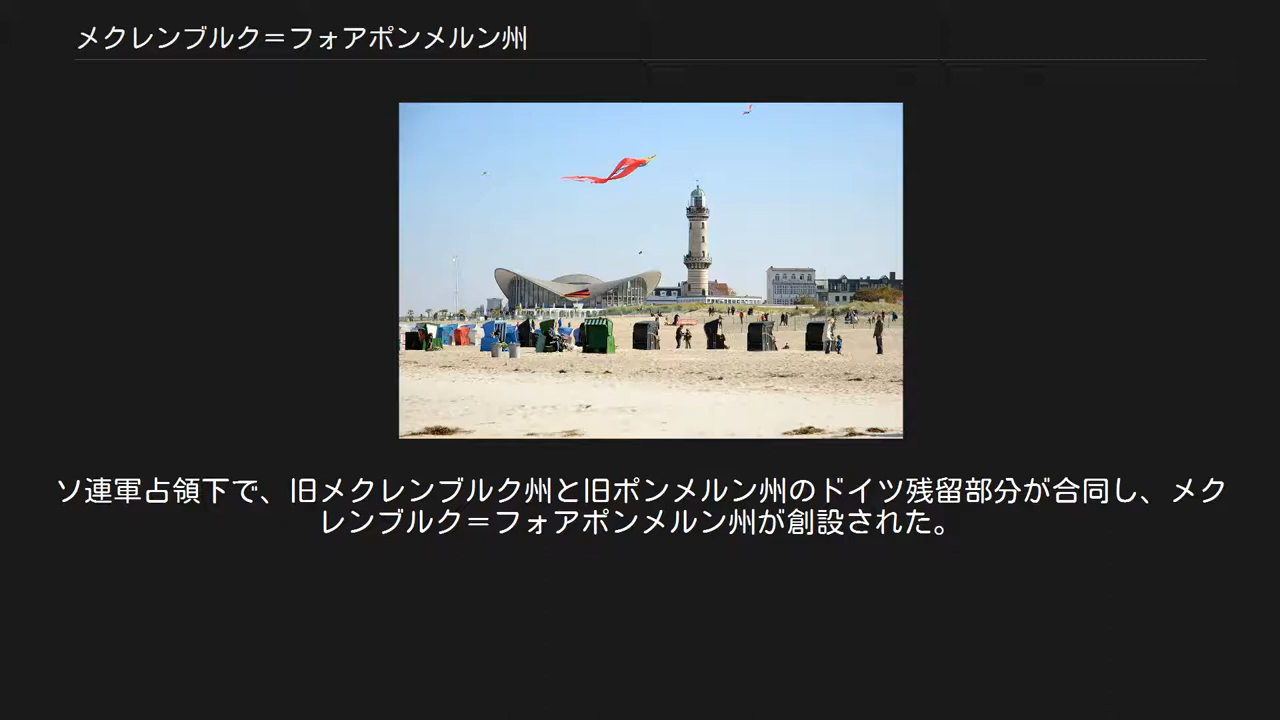 メクレンブルク＝フォアポンメルン州
ソ連軍占領下で、旧メクレンブルク州と旧ポンメルン州のドイツ残留部分が合同し、メク
レンブルク＝フォアポンメルン州が創設された。